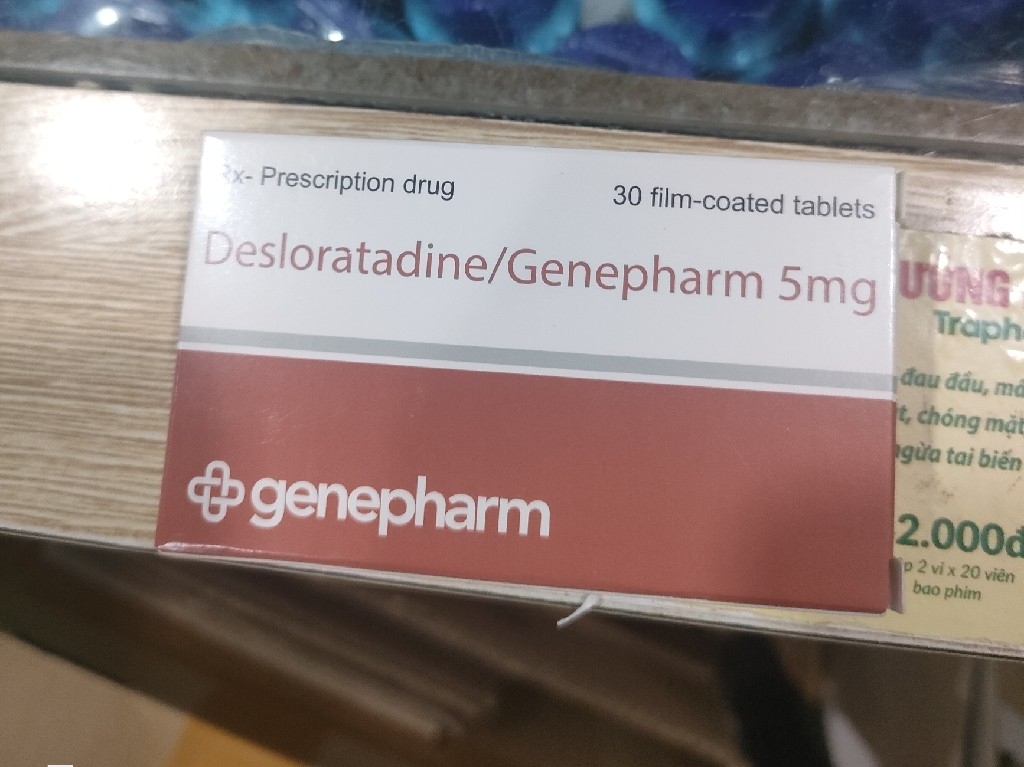 Rx- Prescription drug
30 film-coated tablets
Desloratadine/Genepharm 5mg
genepharm
Traph
đau đầu, 
chóng mặt
ngừa tai biến
2.000đ
2 vỉ x 20 viên
bao phim